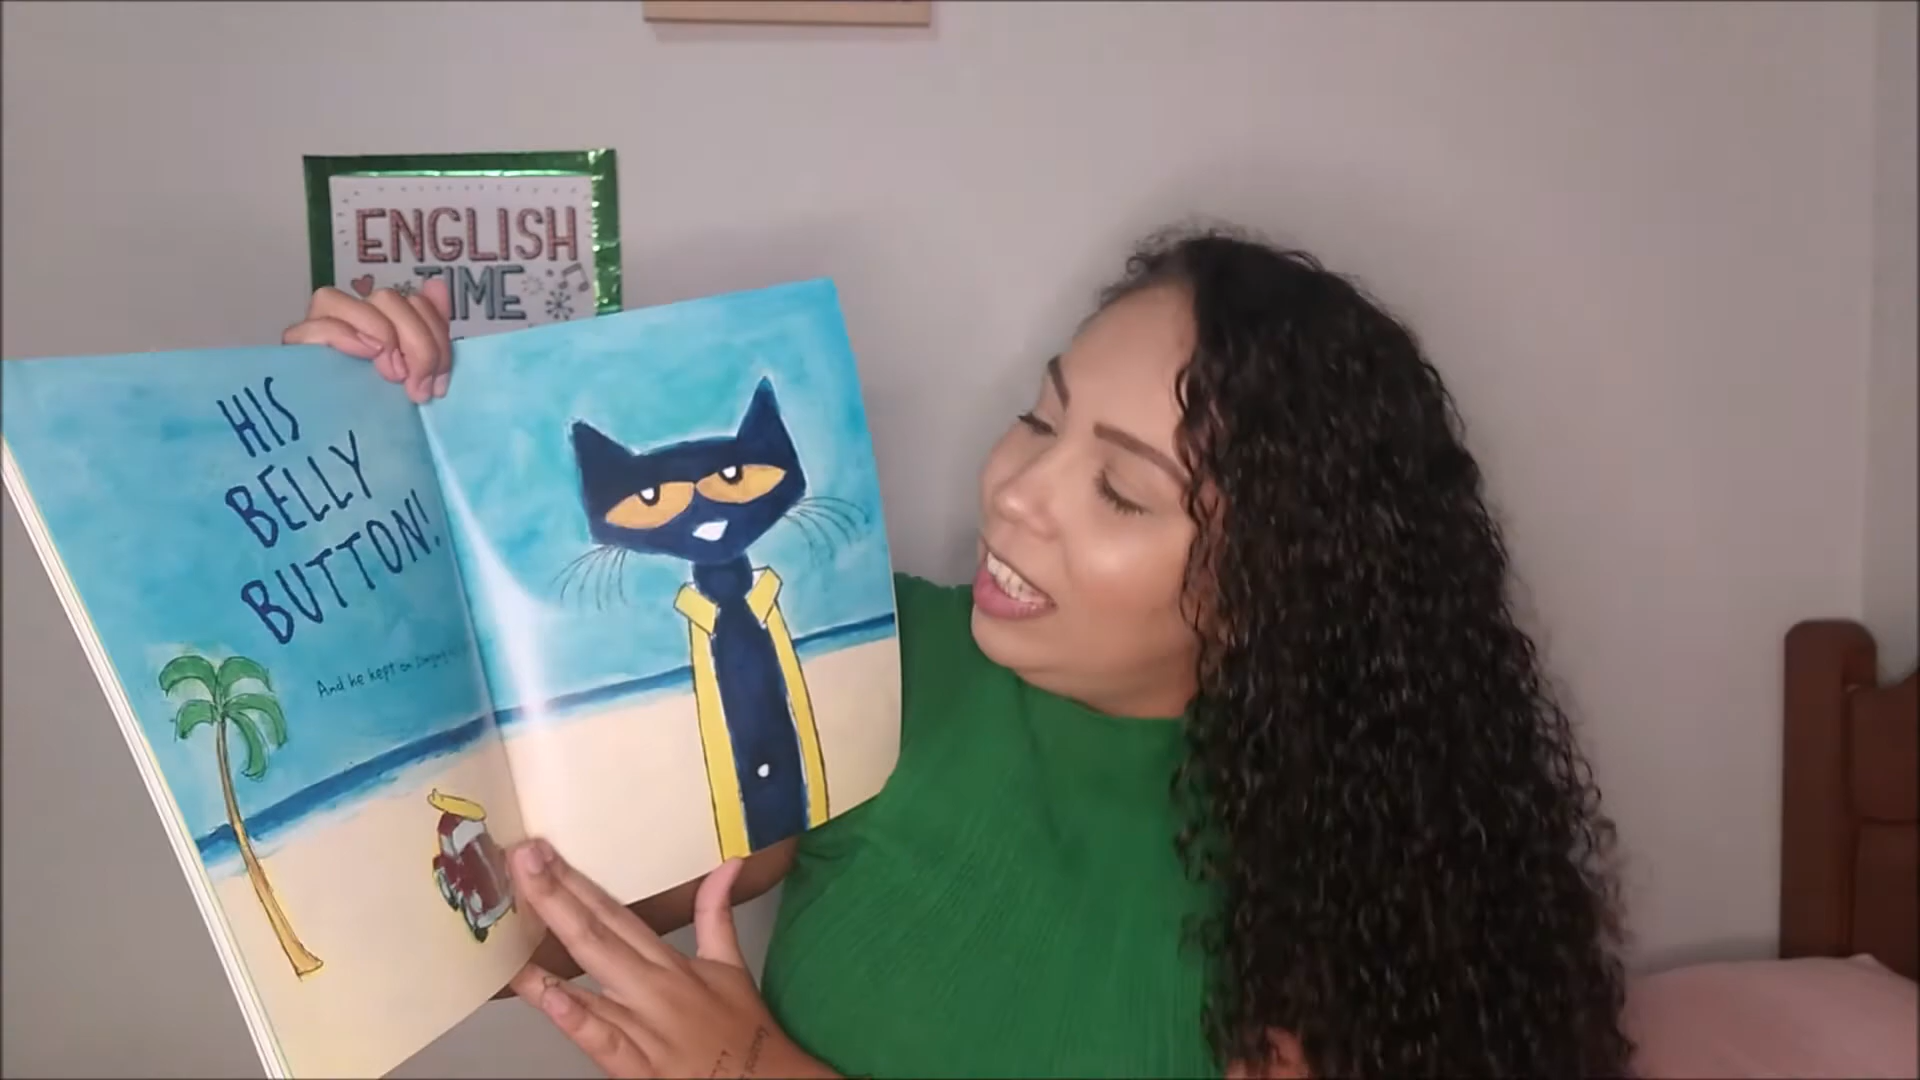 ENGLISH
TIME
HIS
BELLY
BUTTON!
And he kept on